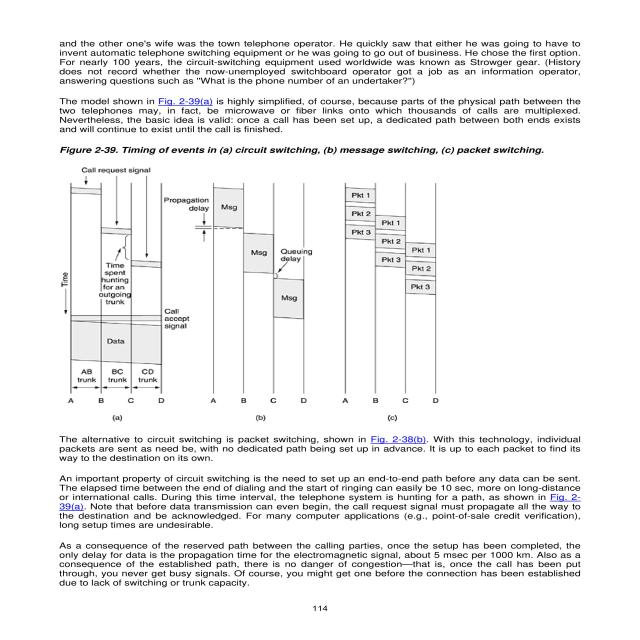 and the other one's wife was the town telephone operator. He quickly saw that either he was going to have to
invent automatic telephone switching equipment or he was going to go out of business. He chose the first option.
For nearly 100 years, the circuit-switching equipment used worldwide was known as Strowger gear. (History
does not record whether the now-unemployed switchboard operator got a job as an information operator,
answering questions such as "What is the phone number of an undertaker?")
The model shown in Fig. 2-39(a) is highly simplified, of course, because parts of the physical path between the
two telephones may, in fact, be microwave or fiber links onto which thousands of calls are multiplexed.
Nevertheless, the basic idea is valid: once a call has been set up, a dedicated path between both ends exists
and will continue to exist until the call is finished.
Figure 2-39. Timing of events in (a) circuit switching, (b) message switching, (c) packet switching.
Call request signal
Time
spent
hunting
for an
outgoing
trunk
Time
Call
accept
signal
Data
AB
trunk
BC
trunk
CD
trunk
A B C D
(a)
Propagation
delay
Msg
Msg
Queuing
delay
Msg
A B C D
(b)
Pkt 1
Pkt 2
Pkt 3
Pkt 1
Pkt 2
Pkt 3
Pkt 1
Pkt 2
Pkt 3
A B C D
(c)
The alternative to circuit switching is packet switching, shown in Fig. 2-38(b). With this technology, individual
packets are sent as need be, with no dedicated path being set up in advance. It is up to each packet to find its
way to the destination on its own.
An important property of circuit switching is the need to set up an end-to-end path before any data can be sent.
The elapsed time between the end of dialing and the start of ringing can easily be 10 sec, more on long-distance
or international calls. During this time interval, the telephone system is hunting for a path, as shown in Fig. 2-
39(a). Note that before data transmission can even begin, the call request signal must propagate all the way to
the destination and be acknowledged. For many computer applications (e.g., point-of-sale credit verification),
long setup times are undesirable.
As a consequence of the reserved path between the calling parties, once the setup has been completed, the
only delay for data is the propagation time for the electromagnetic signal, about 5 msec per 1000 km. Also as a
consequence of the established path, there is no danger of congestion—that is, once the call has been put
through, you never get busy signals. Of course, you might get one before the connection has been established
due to lack of switching or trunk capacity.
114